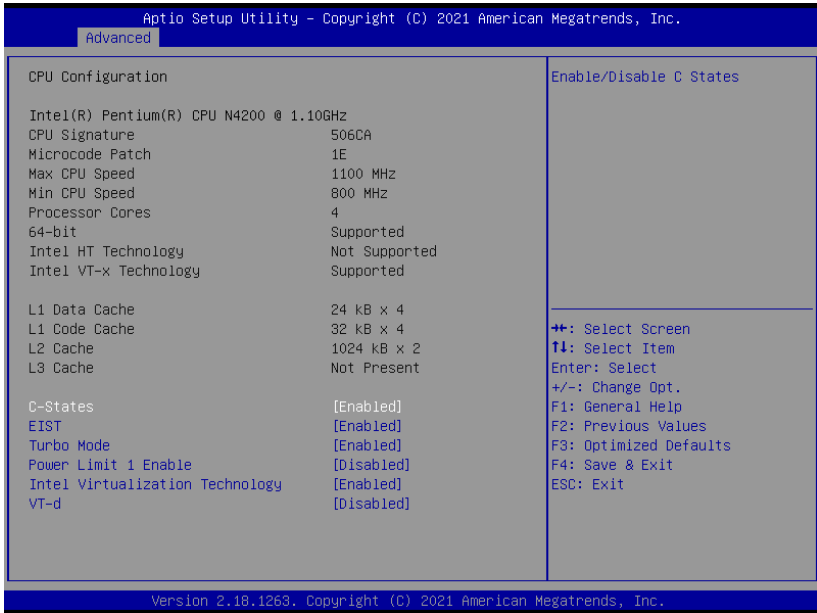 Aptio Setup Utility – Copyright (C) 2021 American Megatrends, Inc.
Advanced
CPU Configuration
Intel(R) Pentium(R) CPU N4200 @ 1.10GHz
CPU Signature 506CA
Microcode Patch 1E
Max CPU Speed 1100 MHz
Min CPU Speed 800 MHz
Processor Cores 4
64-bit Supported
Intel HT Technology Not Supported
Intel VT-x Technology Supported
L1 Data Cache 24 kB x 4
L1 Code Cache 32 kB x 4
L2 Cache 1024 kB x 2
L3 Cache Not Present
C-States [Enabled]
EIST [Enabled]
Turbo Mode [Enabled]
Power Limit 1 Enable [Disabled]
Intel Virtualization Technology [Enabled]
VT-d [Disabled]
Enable/Disable C States
→←: Select Screen
↑↓: Select Item
Enter: Select
+/-: Change Opt.
F1: General Help
F2: Previous Values
F3: Optimized Defaults
F4: Save & Exit
ESC: Exit
Version 2.18.1263. Copyright (C) 2021 American Megatrends, Inc.